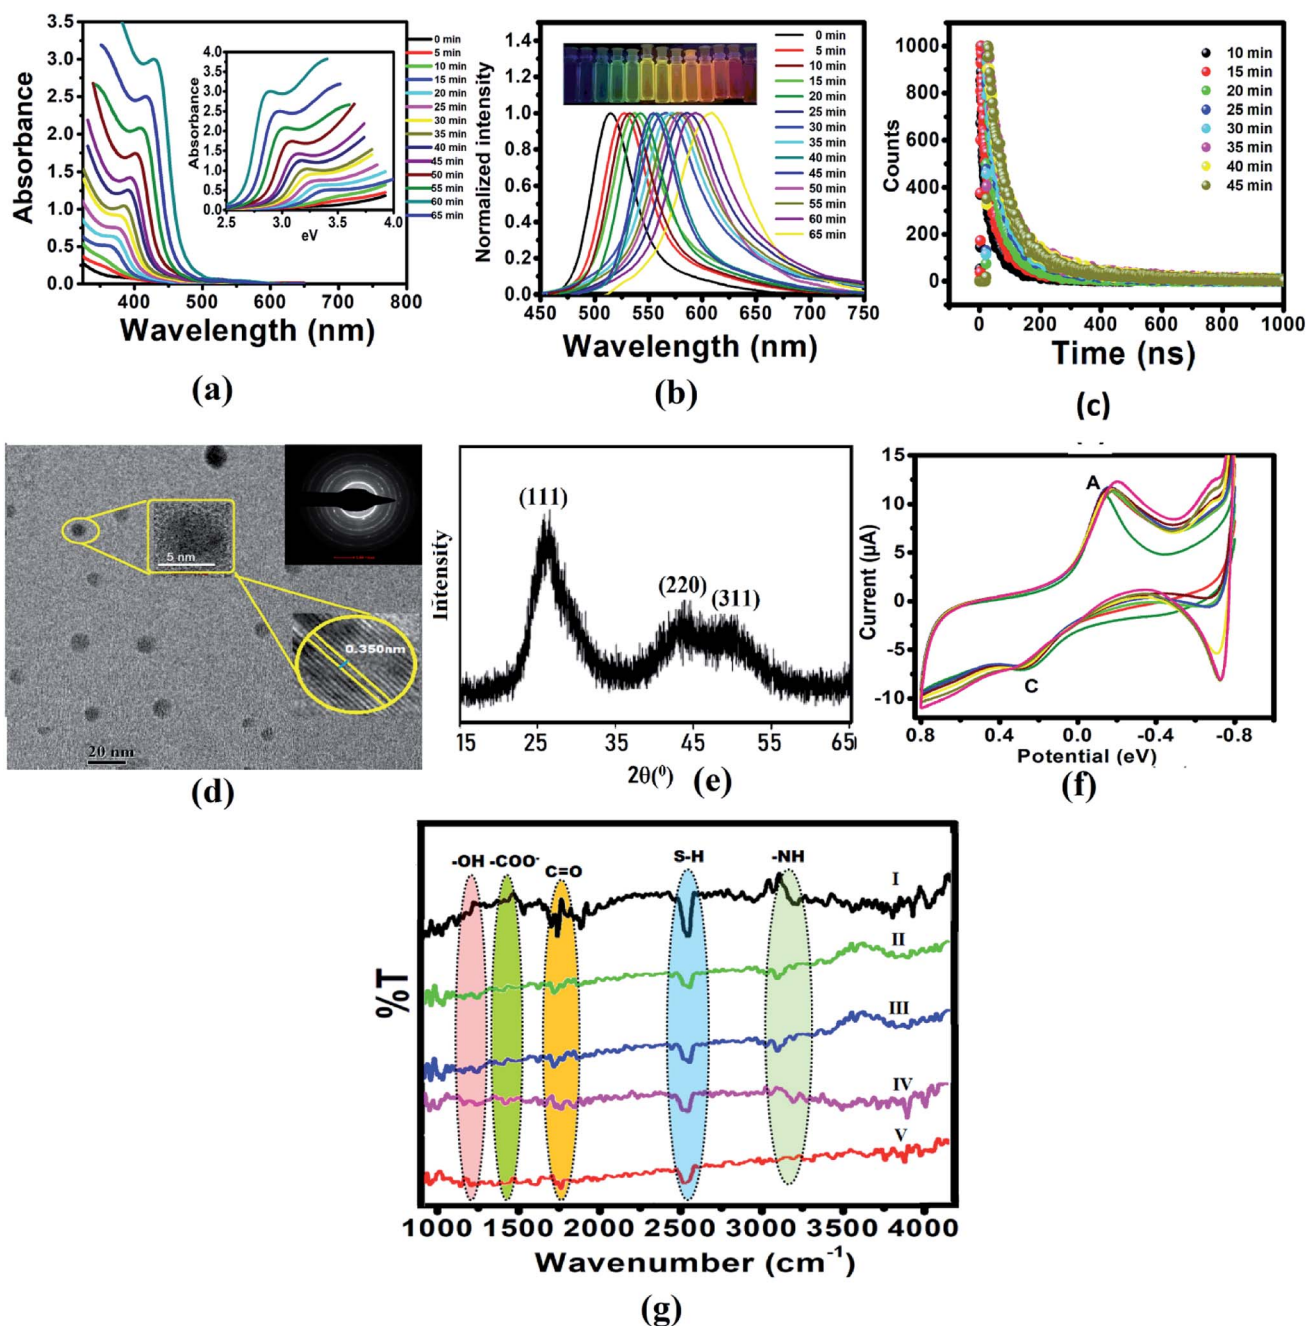 3.5
3.0
2.5
2.0
1.5
1.0
0.5
0.0
Absorbance
400 500 600 700 800
Wavelength (nm)
4.0
3.5
3.0
2.5
2.0
1.5
1.0
0.5
0.0
Absorbance
2.5 3.0 3.5 4.0
eV
0 min
5 min
10 min
15 min
20 min
25 min
30 min
35 min
40 min
45 min
60 min
55 min
60 min
65 min
(a)
1.4
1.2
1.0
0.8
0.6
0.4
0.2
0.0
Normalized intensity
450 500 550 600 650 700 750
Wavelength (nm)
0 min
5 min
10 min
15 min
20 min
25 min
30 min
35 min
40 min
45 min
50 min
55 min
60 min
65 min
(b)
1000
800
600
400
200
0
Counts
0 200 400 600 800 1000
Time (ns)
10 min
15 min
20 min
25 min
30 min
35 min
40 min
45 min
(c)
5 nm
0.350nm
20 nm
(d)
Intensity
(111)
(220)
(311)
15 25 35 45 55 65
2θ(⁰)
(e)
15
10
5
0
-5
-10
Current (µA)
A
C
0.8 0.4 0.0 -0.4 -0.8
Potential (eV)
(f)
-OH -COO⁻ C=O S-H -NH
I
II
III
IV
V
%T
1000 1500 2000 2500 3000 3500 4000
Wavenumber (cm⁻¹)
(g)